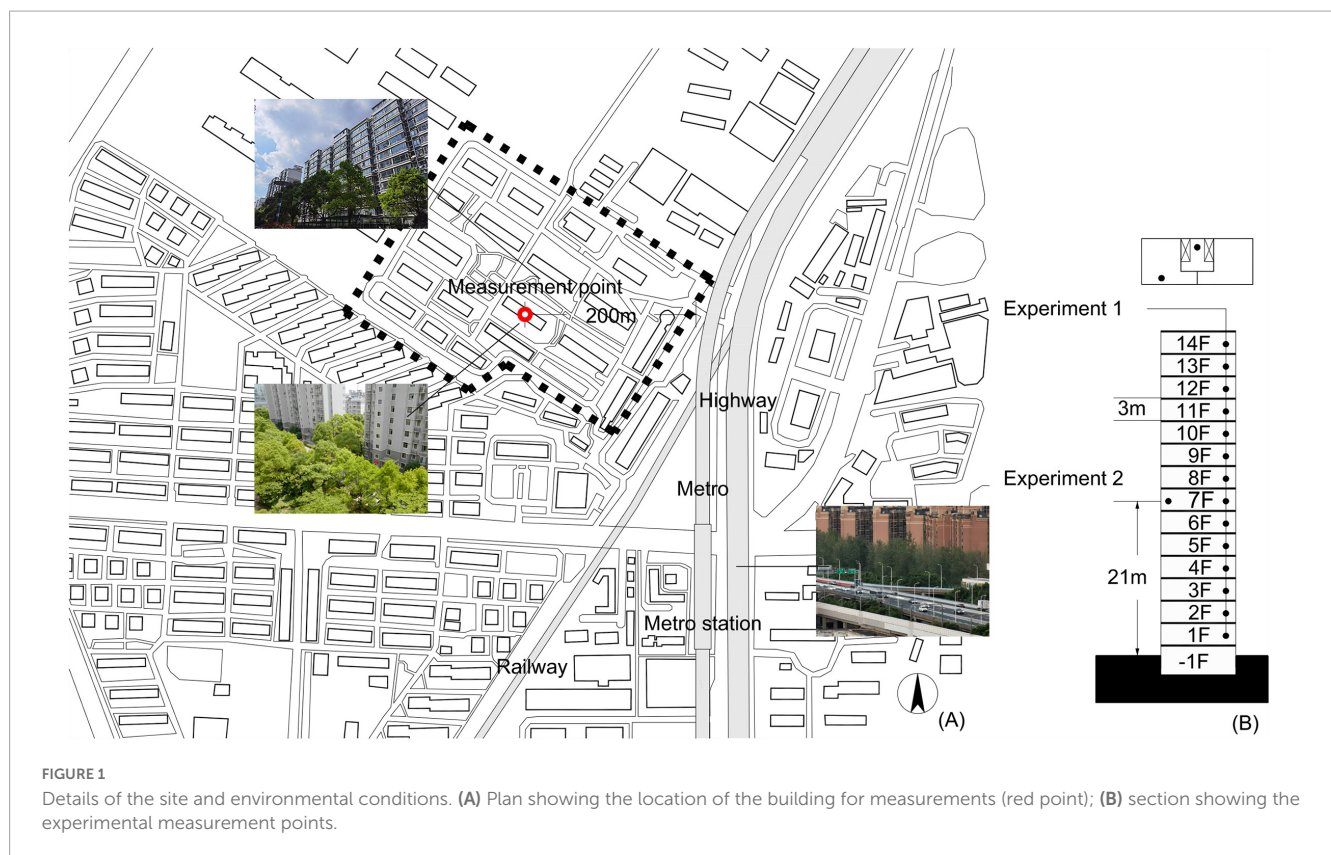 Measurement point
200m
Highway
Metro
Metro station
Railway
(A)
Experiment 1
14F
13F
12F
3m
11F
10F
9F
8F
Experiment 2
7F
6F
5F
21m
4F
3F
2F
1F
-1F
(B)
FIGURE 1
Details of the site and environmental conditions. (A) Plan showing the location of the building for measurements (red point); (B) section showing the
experimental measurement points.